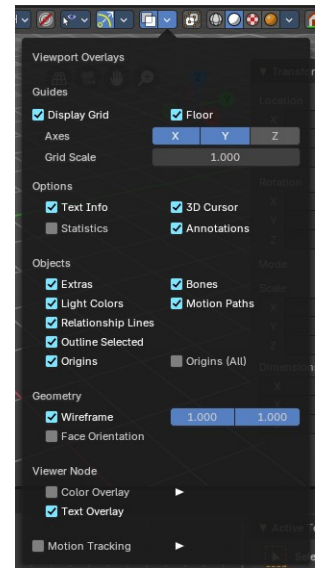 Viewport Overlays
Guides
Display Grid Floor
Axes X Y Z
Grid Scale 1.000
Options
Text Info 3D Cursor
Statistics Annotations
Objects
Extras Bones
Light Colors Motion Paths
Relationship Lines
Outline Selected
Origins Origins (All)
Geometry
Wireframe 1.000 1.000
Face Orientation
Viewer Node
Color Overlay
Text Overlay
Motion Tracking